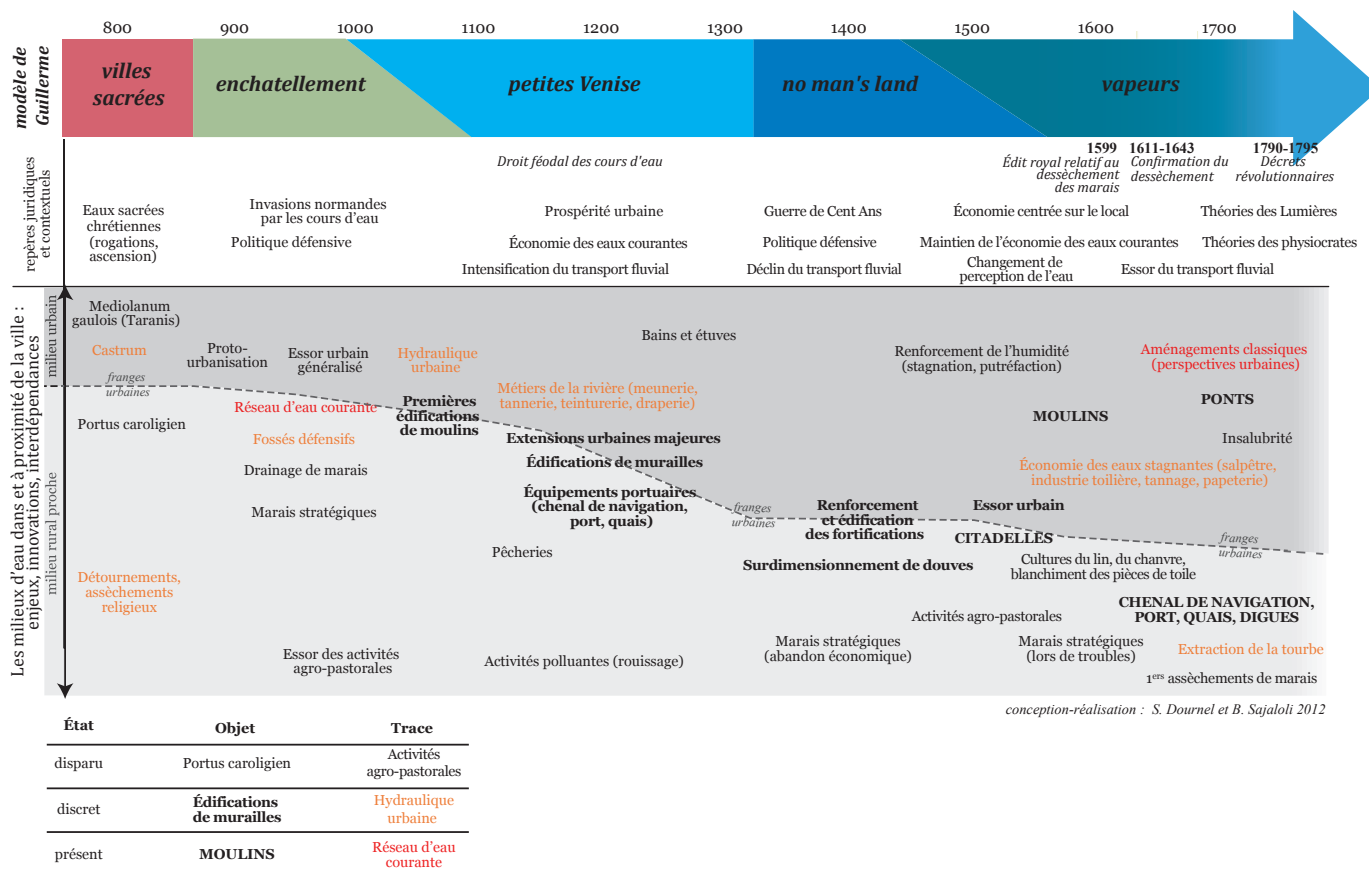 800 900 1000 1100 1200 1300 1400 1500 1600 1700
modèle de
Guillerme
villes
sacrées
enchatellement
petites Venise
no man's land
vapeurs
repères juridiques
et contextuels
Droit féodal des cours d'eau
1599
Édit royal relatif au
dessèchement
des marais
1611-1643
Confirmation du
dessèchement
1790-1795
Décrets
révolutionnaires
Eaux sacrées
chrétiennes
(rogations,
ascension)
Invasions normandes
par les cours d'eau
Politique défensive
Prospérité urbaine
Économie des eaux courantes
Intensification du transport fluvial
Guerre de Cent Ans
Politique défensive
Déclin du transport fluvial
Économie centrée sur le local
Maintien de l'économie des eaux courantes
Changement de
perception de l'eau
Théories des Lumières
Théories des physiocrates
Essor du transport fluvial
Les milieux d'eau dans et à proximité de la ville :
enjeux, innovations, interdépendances
milieu urbain
milieu rural proche
Mediolanum
gaulois (Taranis)
Castrum
franges
urbaines
Portus caroligien
Détournements,
assèchements
religieux
Proto-
urbanisation
Essor urbain
généralisé
Hydraulique
urbaine
Réseau d'eau courante
Fossés défensifs
Drainage de marais
Marais stratégiques
Essor des activités
agro-pastorales
Premières
édifications
de moulins
Bains et étuves
Métiers de la rivière (meunerie,
tannerie, teinturerie, draperie)
Extensions urbaines majeures
Édifications de murailles
Équipements portuaires
(chenal de navigation,
port, quais)
Pêcheries
Activités polluantes (rouissage)
franges
urbaines
Renforcement
et édification
des fortifications
Surdimensionnement de douves
Marais stratégiques
(abandon économique)
Renforcement de l'humidité
(stagnation, putréfaction)
MOULINS
Aménagements classiques
(perspectives urbaines)
PONTS
Insalubrité
Économie des eaux stagnantes (salpêtre,
industrie toilière, tannage, papeterie)
Essor urbain
CITADELLES
franges
urbaines
Cultures du lin, du chanvre,
blanchiment des pièces de toile
Activités agro-pastorales
CHENAL DE NAVIGATION,
PORT, QUAIS, DIGUES
Marais stratégiques
(lors de troubles)
Extraction de la tourbe
1ers assèchements de marais
conception-réalisation : S. Dournel et B. Sajaloli 2012
État Objet Trace
disparu Portus caroligien Activités
agro-pastorales
discret Édifications
de murailles Hydraulique
urbaine
présent MOULINS Réseau d'eau
courante